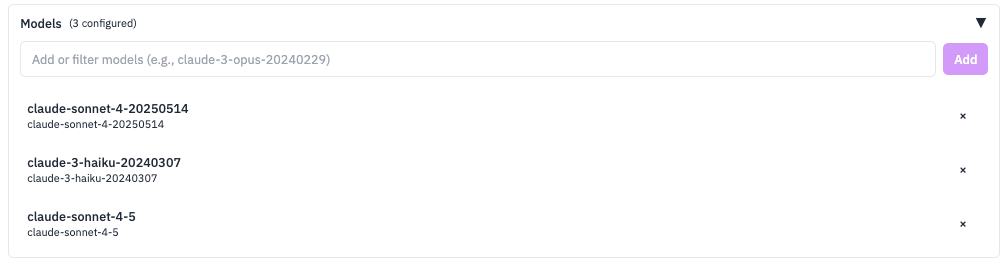 Models (3 configured)
Add or filter models (e.g., claude-3-opus-20240229)
Add
claude-sonnet-4-20250514
claude-sonnet-4-20250514
claude-3-haiku-20240307
claude-3-haiku-20240307
claude-sonnet-4-5
claude-sonnet-4-5